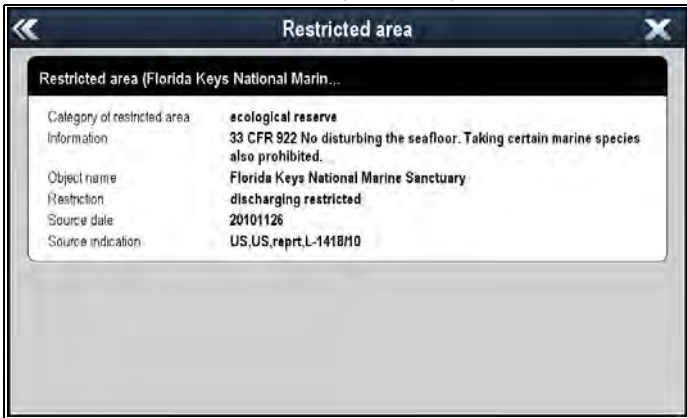 Restricted area
Restricted area (Florida Keys National Marin...
Category of restricted area ecological reserve
Information 33 CFR 922 No disturbing the seafloor. Taking certain marine species
also prohibited.
Object name Florida Keys National Marine Sanctuary
Restriction discharging restricted
Source date 20101126
Source indication US,US,reprt,L-1418/10